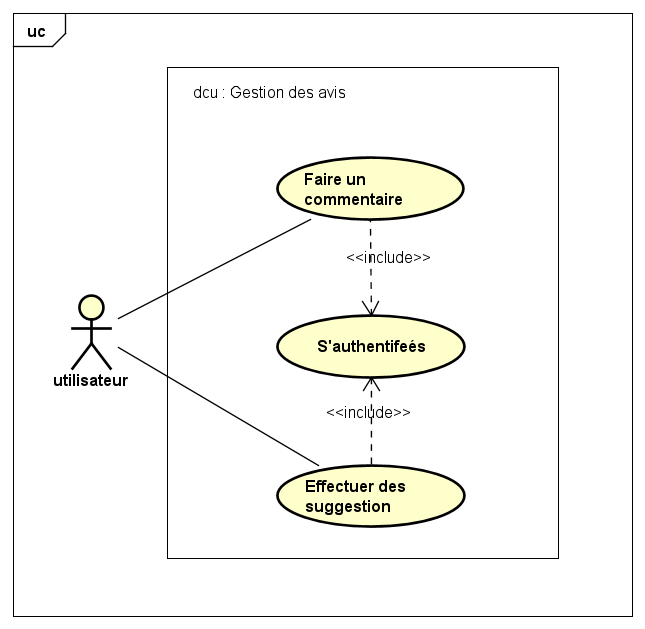 uc
dcu : Gestion des avis
Faire un
commentaire
<<include>>
S'authentifeés
utilisateur
<<include>>
Effectuer des
suggestion